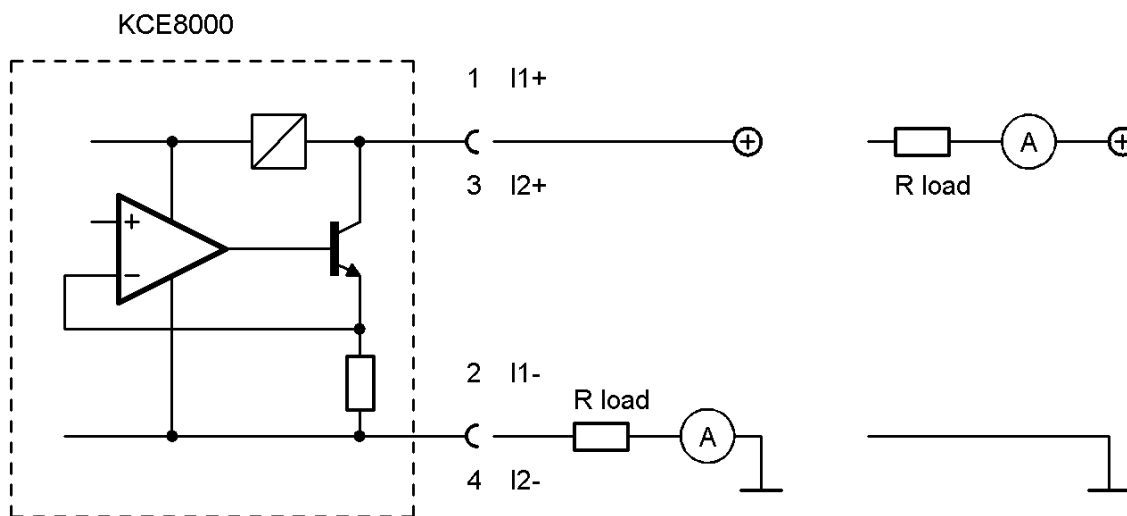 KCE8000
1 I1+
A
R load
3 I2+
+
−
2 I1-
R load
A
4 I2-